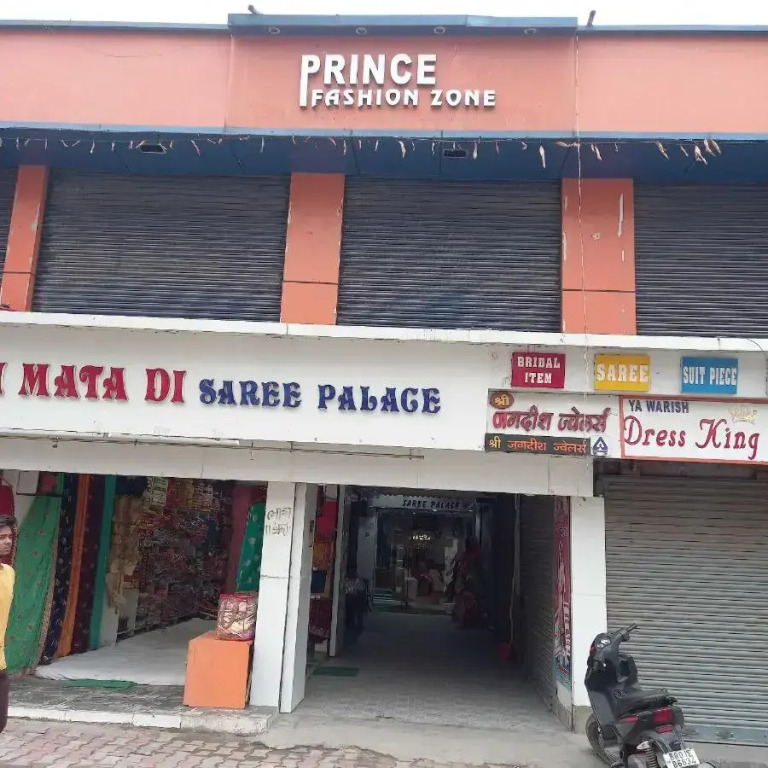 PRINCE
FASHION ZONE
MATA DI SAREE PALACE
BRIDAL
ITEM
SAREE
SUIT PIECE
श्री
जगदीश ज्वेलर्स
श्री जगदीश ज्वेलर्स
YA WARISH
Dress King
SAREE PALACE